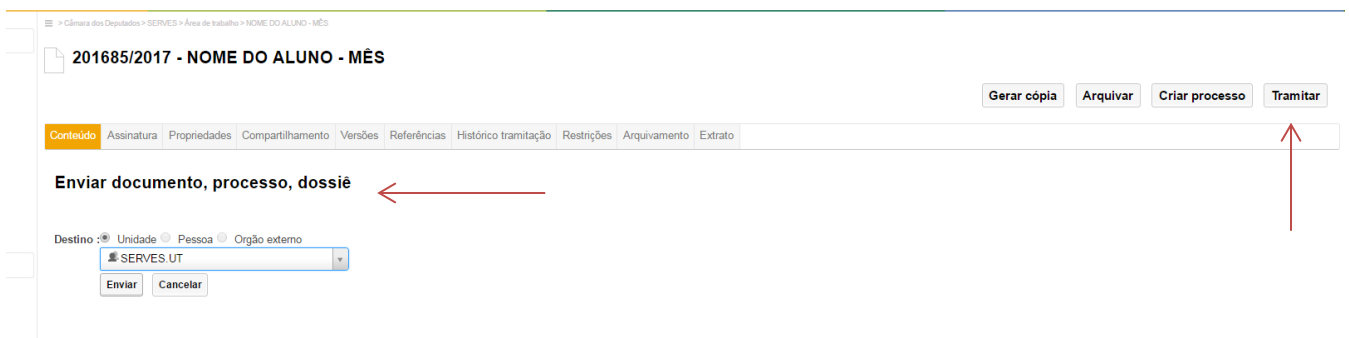 > Câmara dos Deputados > SERVES > Área de trabalho > NOME DO ALUNO - MÊS
201685/2017 - NOME DO ALUNO - MÊS
Gerar cópia Arquivar Criar processo Tramitar
Conteúdo Assinatura Propriedades Compartilhamento Versões Referências Histórico tramitação Restrições Arquivamento Extrato
Enviar documento, processo, dossiê
Destino : Unidade Pessoa Orgão externo
SERVES.UT
Enviar Cancelar